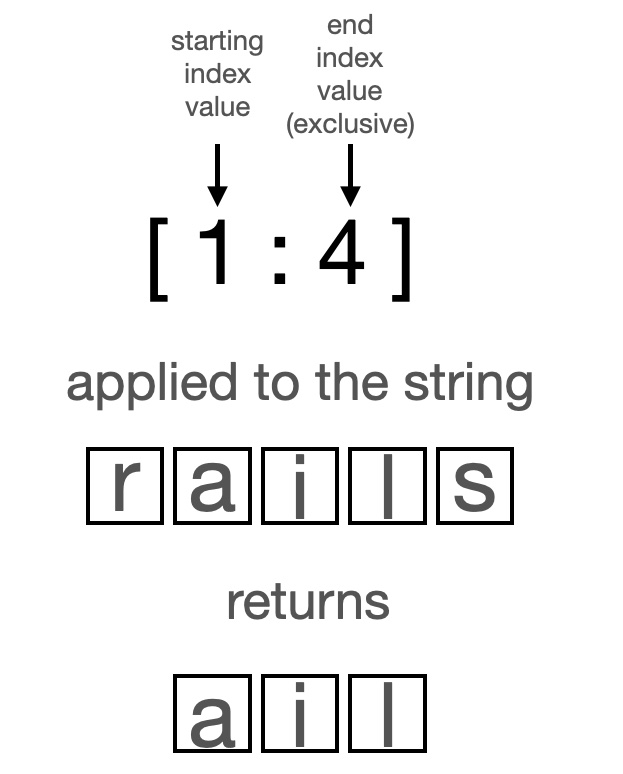 starting
index
value
end
index
value
(exclusive)
[ 1 : 4 ]
applied to the string
r a i l s
returns
a i l